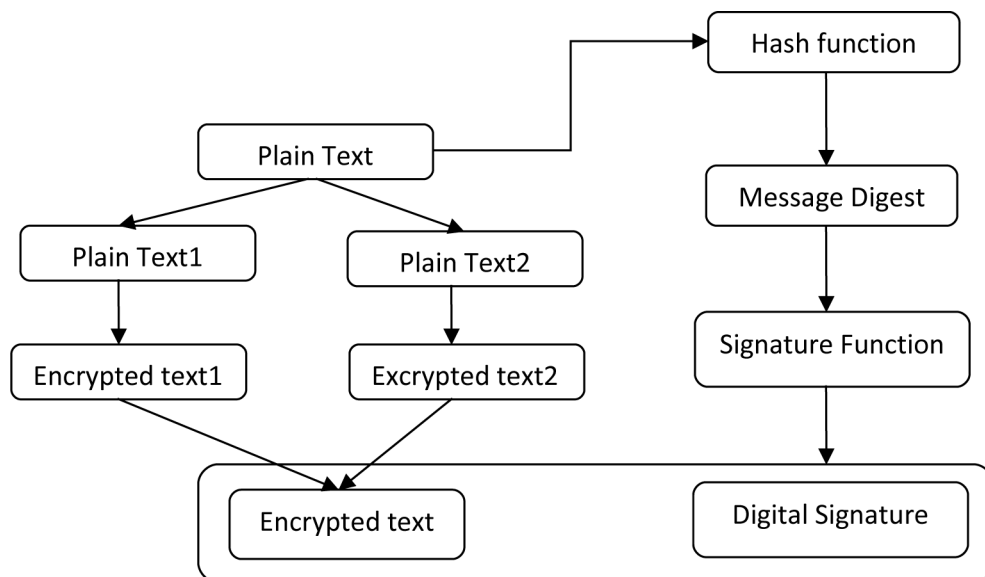 Hash function
Plain Text
Message Digest
Plain Text1
Plain Text2
Signature Function
Encrypted text1
Excrypted text2
Encrypted text
Digital Signature